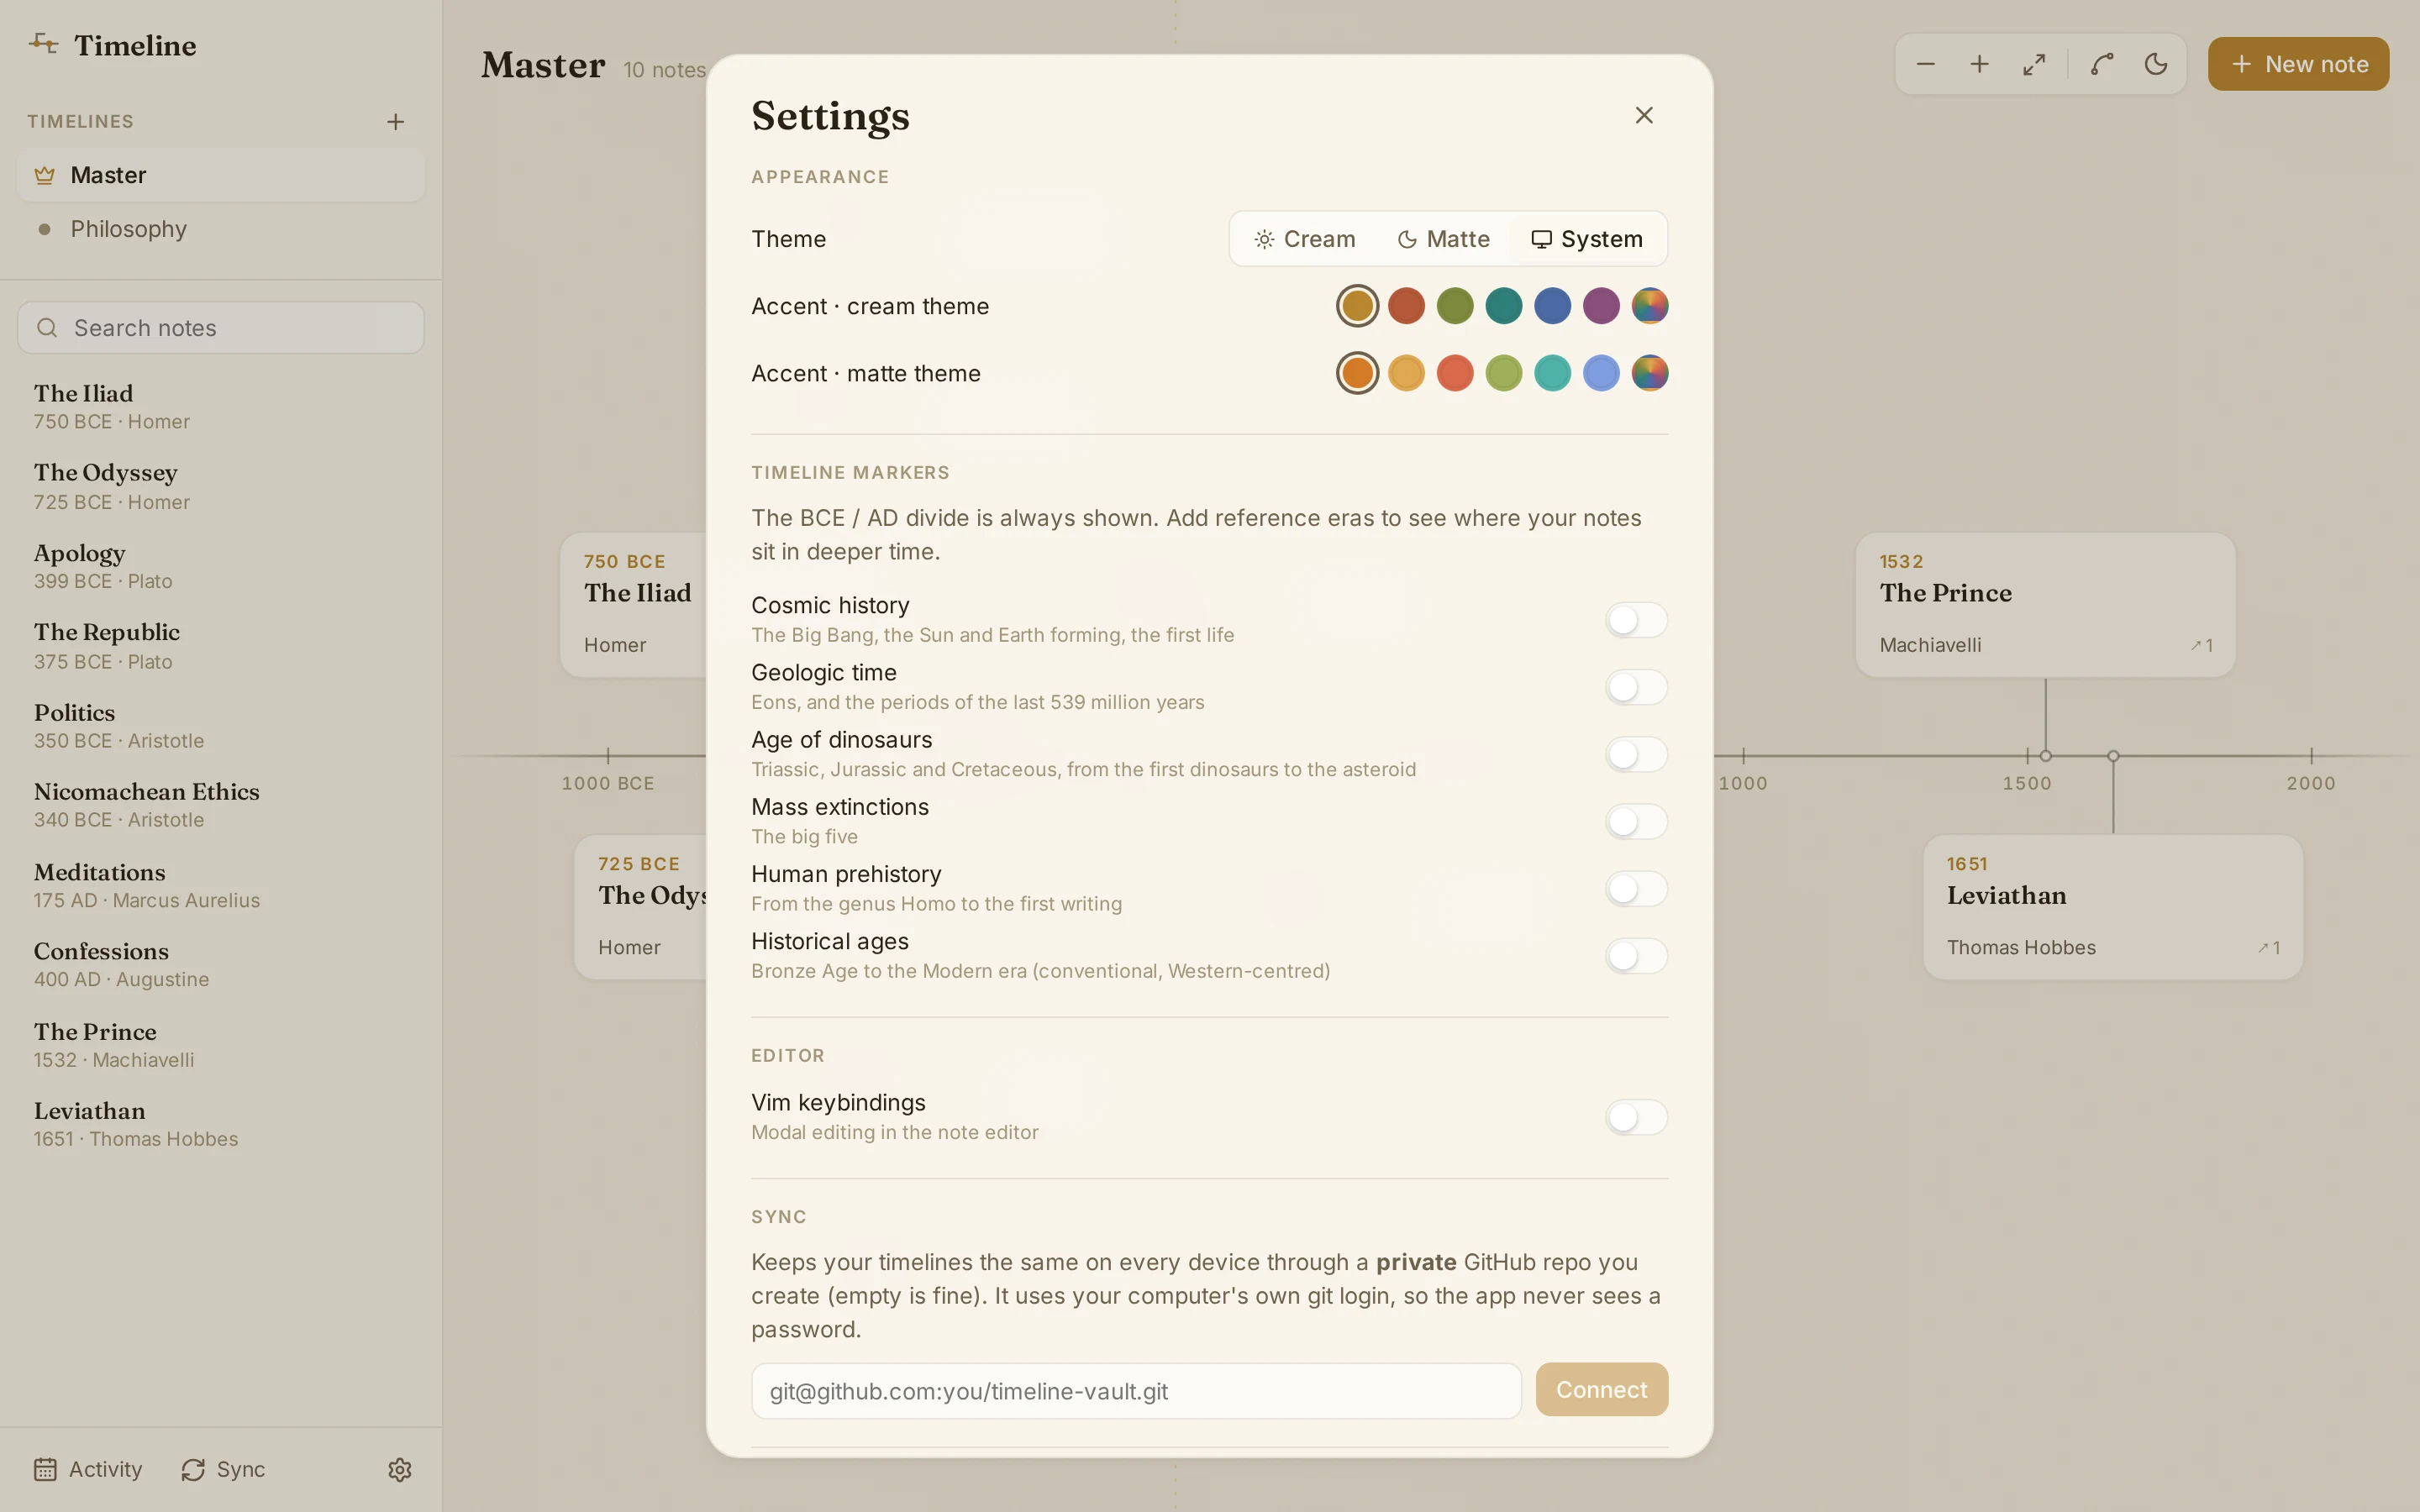 Timeline
TIMELINES
Master
Philosophy
Search notes
The Iliad
750 BCE · Homer
The Odyssey
725 BCE · Homer
Apology
399 BCE · Plato
The Republic
375 BCE · Plato
Politics
350 BCE · Aristotle
Nicomachean Ethics
340 BCE · Aristotle
Meditations
175 AD · Marcus Aurelius
Confessions
400 AD · Augustine
The Prince
1532 · Machiavelli
Leviathan
1651 · Thomas Hobbes
Activity
Sync
Master 10 notes
New note
750 BCE
The Iliad
Homer
1000 BCE
725 BCE
The Odys
Homer
Settings
APPEARANCE
Theme
Cream
Matte
System
Accent · cream theme
Accent · matte theme
TIMELINE MARKERS
The BCE / AD divide is always shown. Add reference eras to see where your notes
sit in deeper time.
Cosmic history
The Big Bang, the Sun and Earth forming, the first life
Geologic time
Eons, and the periods of the last 539 million years
Age of dinosaurs
Triassic, Jurassic and Cretaceous, from the first dinosaurs to the asteroid
Mass extinctions
The big five
Human prehistory
From the genus Homo to the first writing
Historical ages
Bronze Age to the Modern era (conventional, Western-centred)
EDITOR
Vim keybindings
Modal editing in the note editor
SYNC
Keeps your timelines the same on every device through a private GitHub repo you
create (empty is fine). It uses your computer's own git login, so the app never sees a
password.
git@github.com:you/timeline-vault.git
Connect
1532
The Prince
Machiavelli
↗1
1000
1500
2000
1651
Leviathan
Thomas Hobbes
↗1